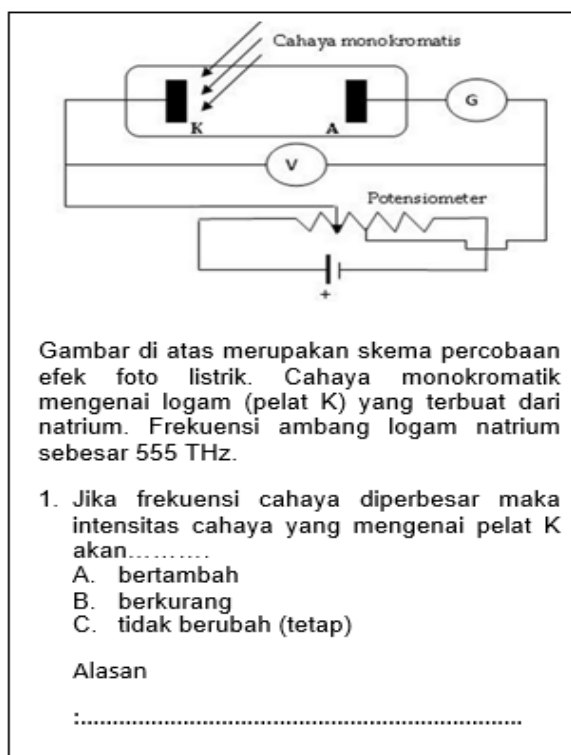 Cahaya monokromatis
G
K
A
V
Potensiometer
+
Gambar di atas merupakan skema percobaan
efek foto listrik. Cahaya monokromatik
mengenai logam (pelat K) yang terbuat dari
natrium. Frekuensi ambang logam natrium
sebesar 555 THz.
1. Jika frekuensi cahaya diperbesar maka
intensitas cahaya yang mengenai pelat K
akan..........
A. bertambah
B. berkurang
C. tidak berubah (tetap)
Alasan
:.....................................................................